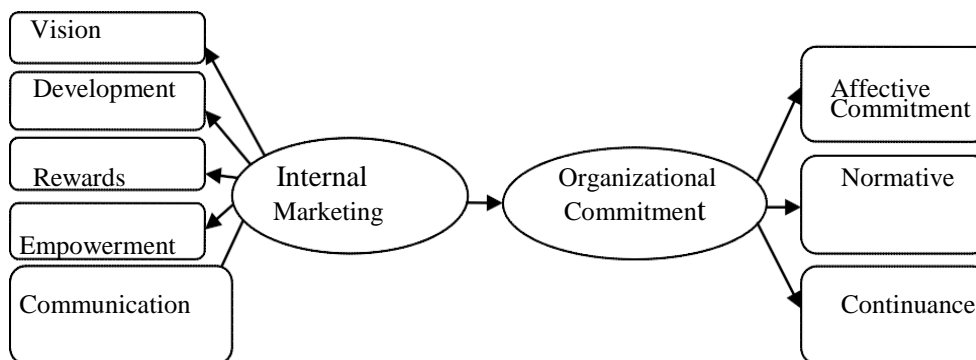 Vision
Development
Rewards
Empowerment
Communication
Internal
Marketing
Organizational
Commitment
Affective
Commitment
Normative
Continuance